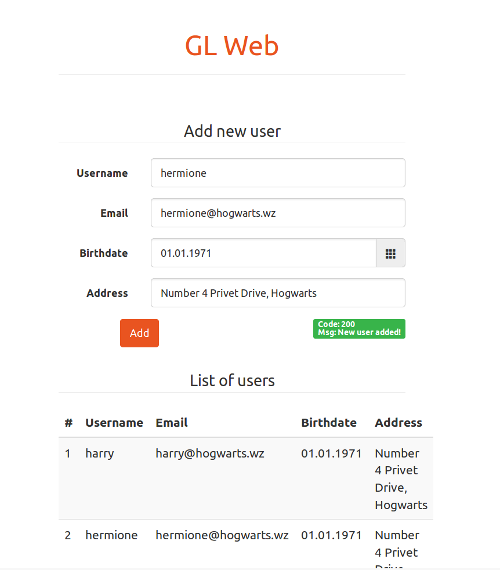 GL Web
Add new user
Username hermione
Email hermione@hogwarts.wz
Birthdate 01.01.1971
Address Number 4 Privet Drive, Hogwarts
Add
Code: 200
Msg: New user added!
List of users
# Username Email Birthdate Address
1 harry harry@hogwarts.wz 01.01.1971 Number
4 Privet
Drive,
Hogwarts
2 hermione hermione@hogwarts.wz 01.01.1971 Number
4 Privet
Drive